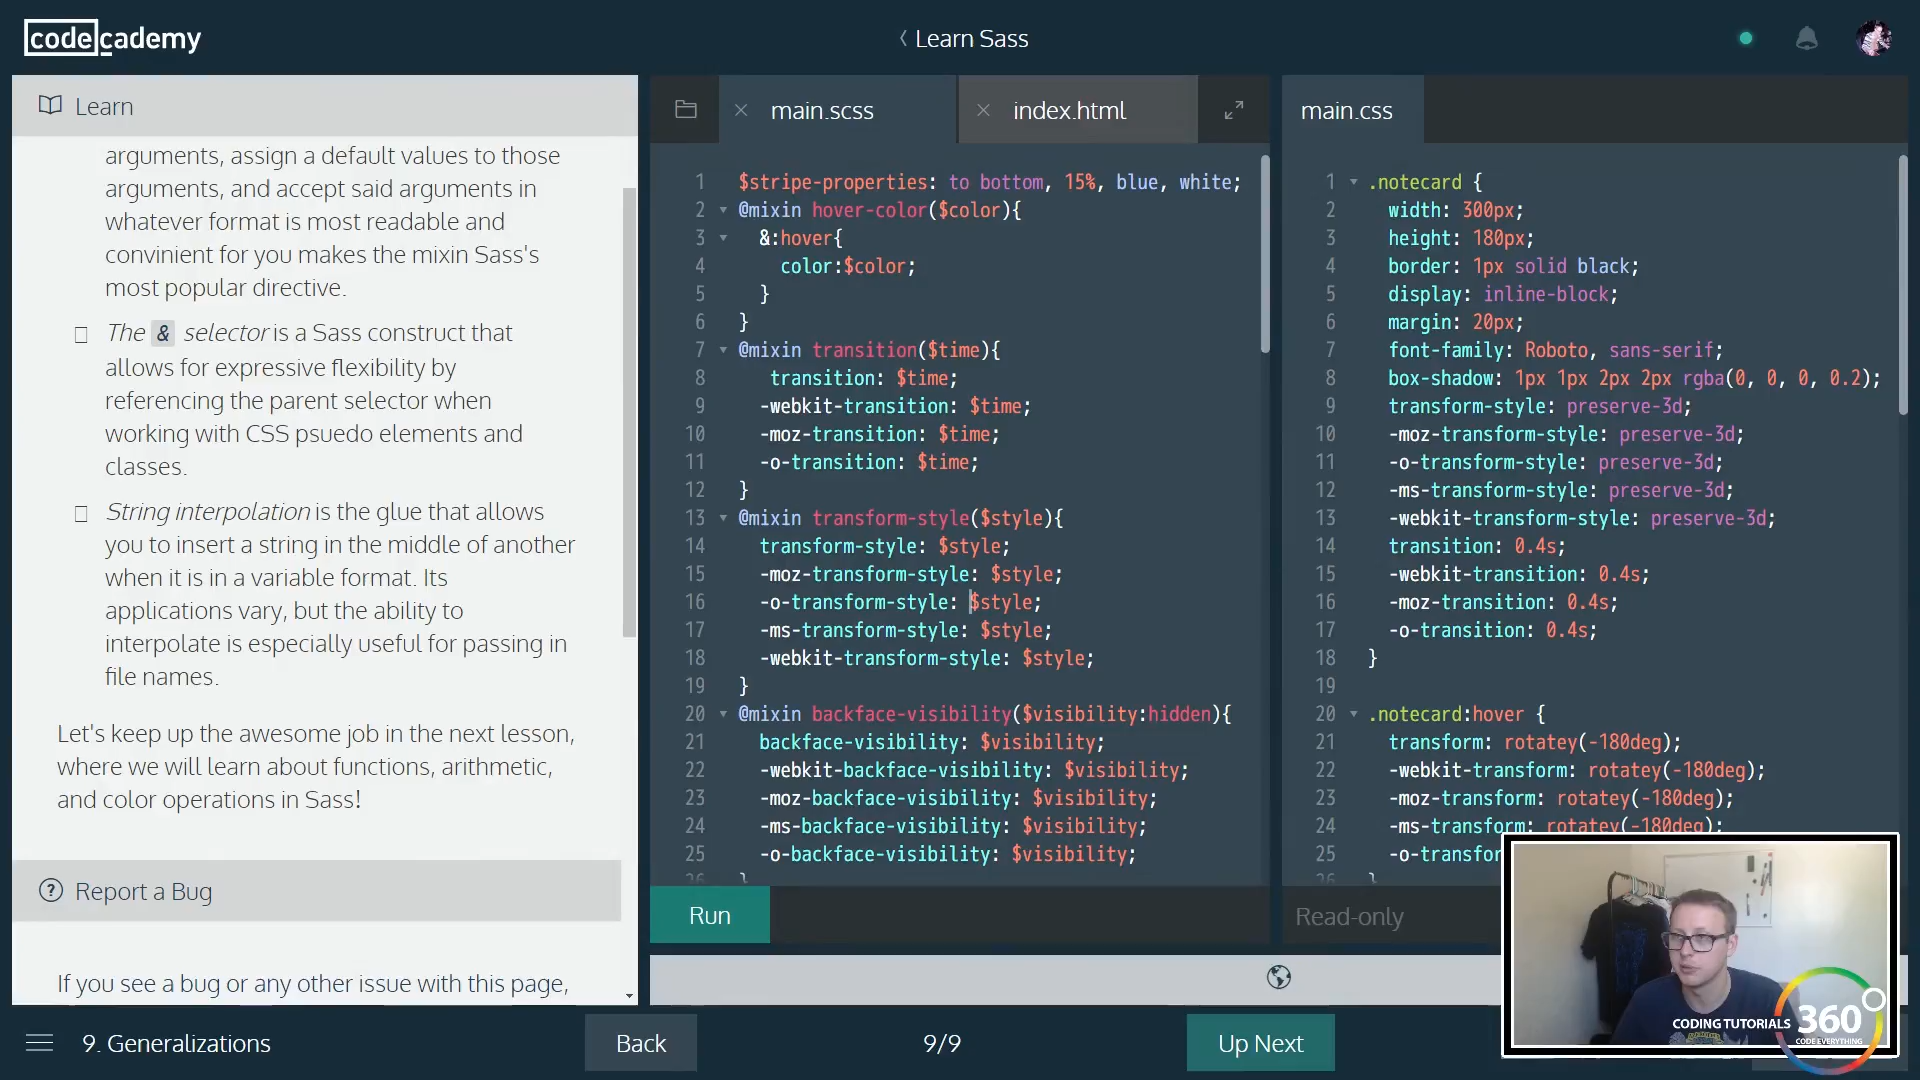 codecademy
Learn Sass
Learn
arguments, assign a default values to those
arguments, and accept said arguments in
whatever format is most readable and
convinient for you makes the mixin Sass's
most popular directive.
The & selector is a Sass construct that
allows for expressive flexibility by
referencing the parent selector when
working with CSS psuedo elements and
classes.
String interpolation is the glue that allows
you to insert a string in the middle of another
when it is in a variable format. Its
applications vary, but the ability to
interpolate is especially useful for passing in
file names.
Let's keep up the awesome job in the next lesson,
where we will learn about functions, arithmetic,
and color operations in Sass!
Report a Bug
If you see a bug or any other issue with this page,
main.scss
index.html
1 $stripe-properties: to bottom, 15%, blue, white;
2 @mixin hover-color($color){
3 &:hover{
4 color:$color;
5 }
6 }
7 @mixin transition($time){
8 transition: $time;
9 -webkit-transition: $time;
10 -moz-transition: $time;
11 -o-transition: $time;
12 }
13 @mixin transform-style($style){
14 transform-style: $style;
15 -moz-transform-style: $style;
16 -o-transform-style: $style;
17 -ms-transform-style: $style;
18 -webkit-transform-style: $style;
19 }
20 @mixin backface-visibility($visibility:hidden){
21 backface-visibility: $visibility;
22 -webkit-backface-visibility: $visibility;
23 -moz-backface-visibility: $visibility;
24 -ms-backface-visibility: $visibility;
25 -o-backface-visibility: $visibility;
26 }
Run
main.css
1 .notecard {
2 width: 300px;
3 height: 180px;
4 border: 1px solid black;
5 display: inline-block;
6 margin: 20px;
7 font-family: Roboto, sans-serif;
8 box-shadow: 1px 1px 2px 2px rgba(0, 0, 0, 0.2);
9 transform-style: preserve-3d;
10 -moz-transform-style: preserve-3d;
11 -o-transform-style: preserve-3d;
12 -ms-transform-style: preserve-3d;
13 -webkit-transform-style: preserve-3d;
14 transition: 0.4s;
15 -webkit-transition: 0.4s;
16 -moz-transition: 0.4s;
17 -o-transition: 0.4s;
18 }
19
20 .notecard:hover {
21 transform: rotatey(-180deg);
22 -webkit-transform: rotatey(-180deg);
23 -moz-transform: rotatey(-180deg);
24 -ms-transform: rotatey(-180deg);
25 -o-transfor
26 }
Read-only
CODING TUTORIALS 360
CODE EVERYTHING
9. Generalizations
Back
9/9
Up Next